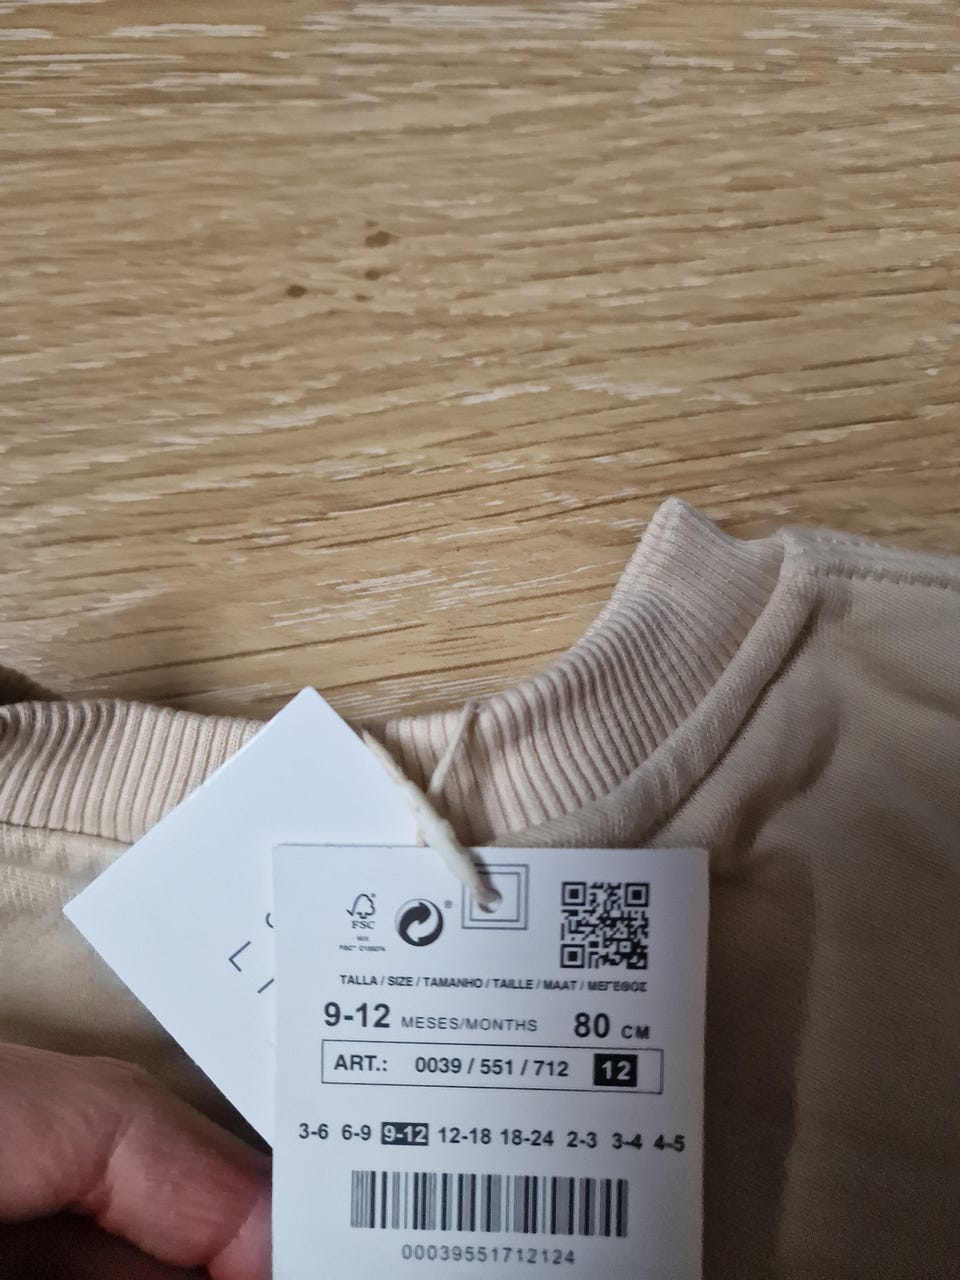 FSC
MIX
®
TALLA / SIZE / TAMANHO / TAILLE / MAAT / ΜΕΓΕΘΟΣ
9-12 MESES/MONTHS 80 CM
ART.: 0039 / 551 / 712 12
3-6 6-9 9-12 12-18 18-24 2-3 3-4 4-5
00039551712124